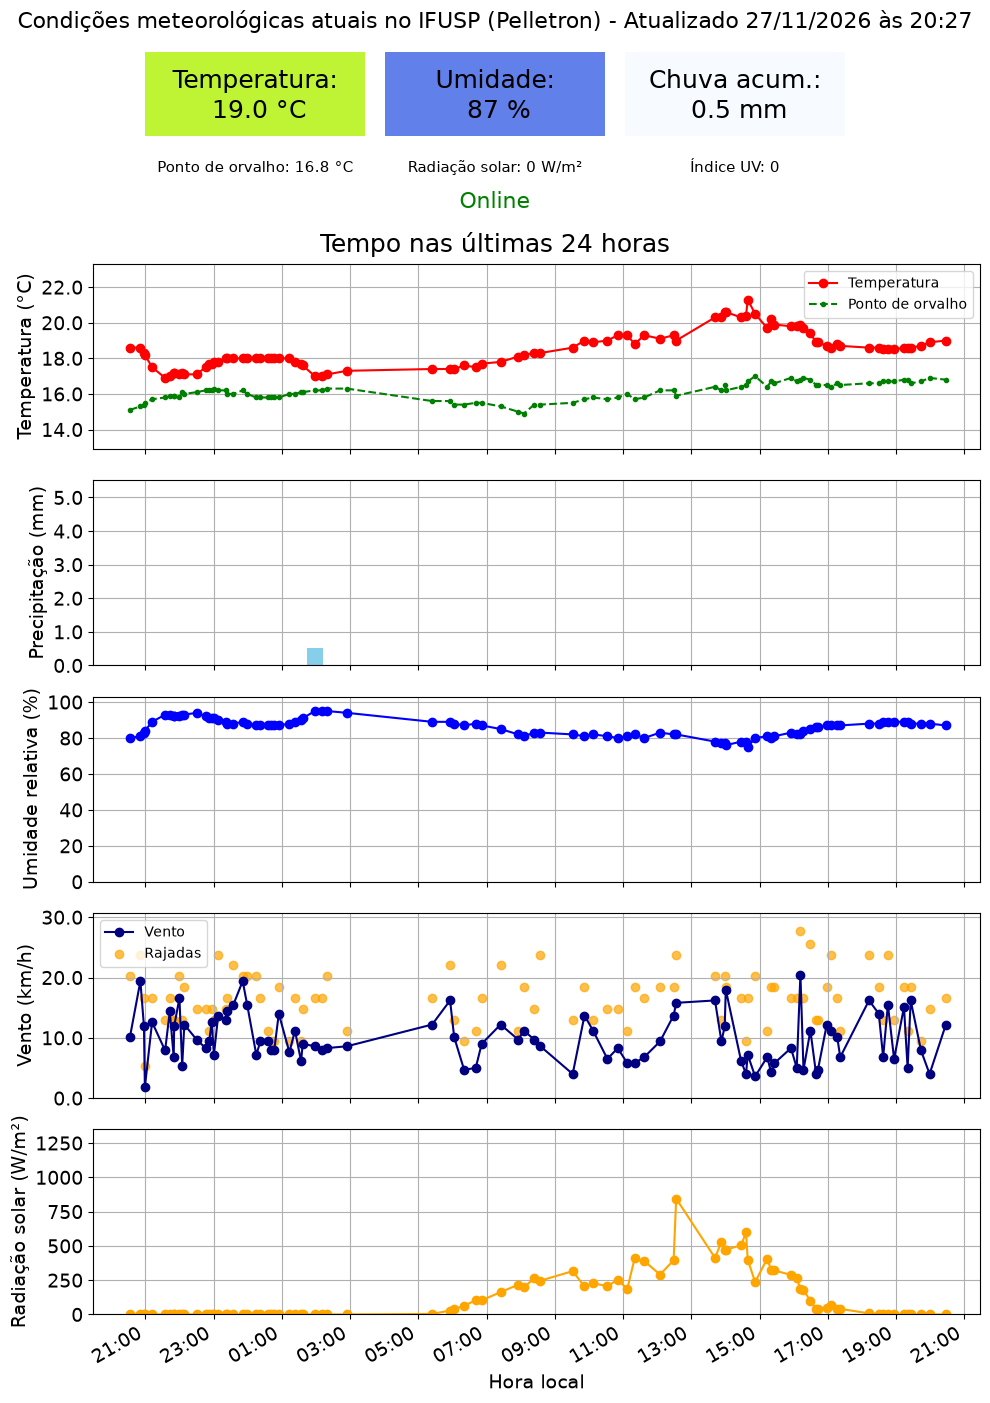 Condições meteorológicas atuais no IFUSP (Pelletron) - Atualizado 27/11/2026 às 20:27
Temperatura:
19.0 °C
Umidade:
87 %
Chuva acum.:
0.5 mm
Ponto de orvalho: 16.8 °C
Radiação solar: 0 W/m²
Índice UV: 0
Online
Tempo nas últimas 24 horas
Temperatura (°C)
22.0
20.0
18.0
16.0
14.0
Temperatura
Ponto de orvalho
Precipitação (mm)
5.0
4.0
3.0
2.0
1.0
0.0
Umidade relativa (%)
100
80
60
40
20
0
Vento (km/h)
30.0
20.0
10.0
0.0
Vento
Rajadas
Radiação solar (W/m²)
1250
1000
750
500
250
0
21:00
23:00
01:00
03:00
05:00
07:00
09:00
11:00
13:00
15:00
17:00
19:00
21:00
Hora local